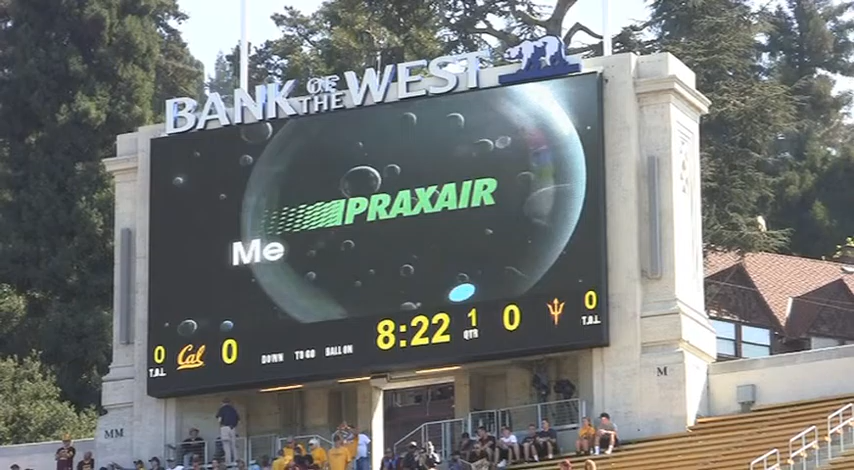 BANK OF THE WEST
PRAXAIR
Me
0 Cal 0 DOWN TO GO BALL ON 8:22 1 0 0
T.O.L QTR T.O.L
MM
M